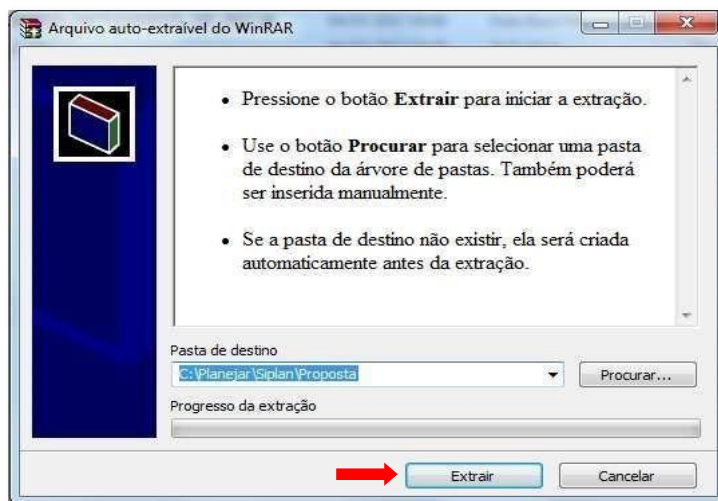 Arquivo auto-extraível do WinRAR
• Pressione o botão Extrair para iniciar a extração.
• Use o botão Procurar para selecionar uma pasta
de destino da árvore de pastas. Também poderá
ser inserida manualmente.
• Se a pasta de destino não existir, ela será criada
automaticamente antes da extração.
Pasta de destino
C:\Planejar\Siplan\Proposta
Procurar...
Progresso da extração
Extrair
Cancelar